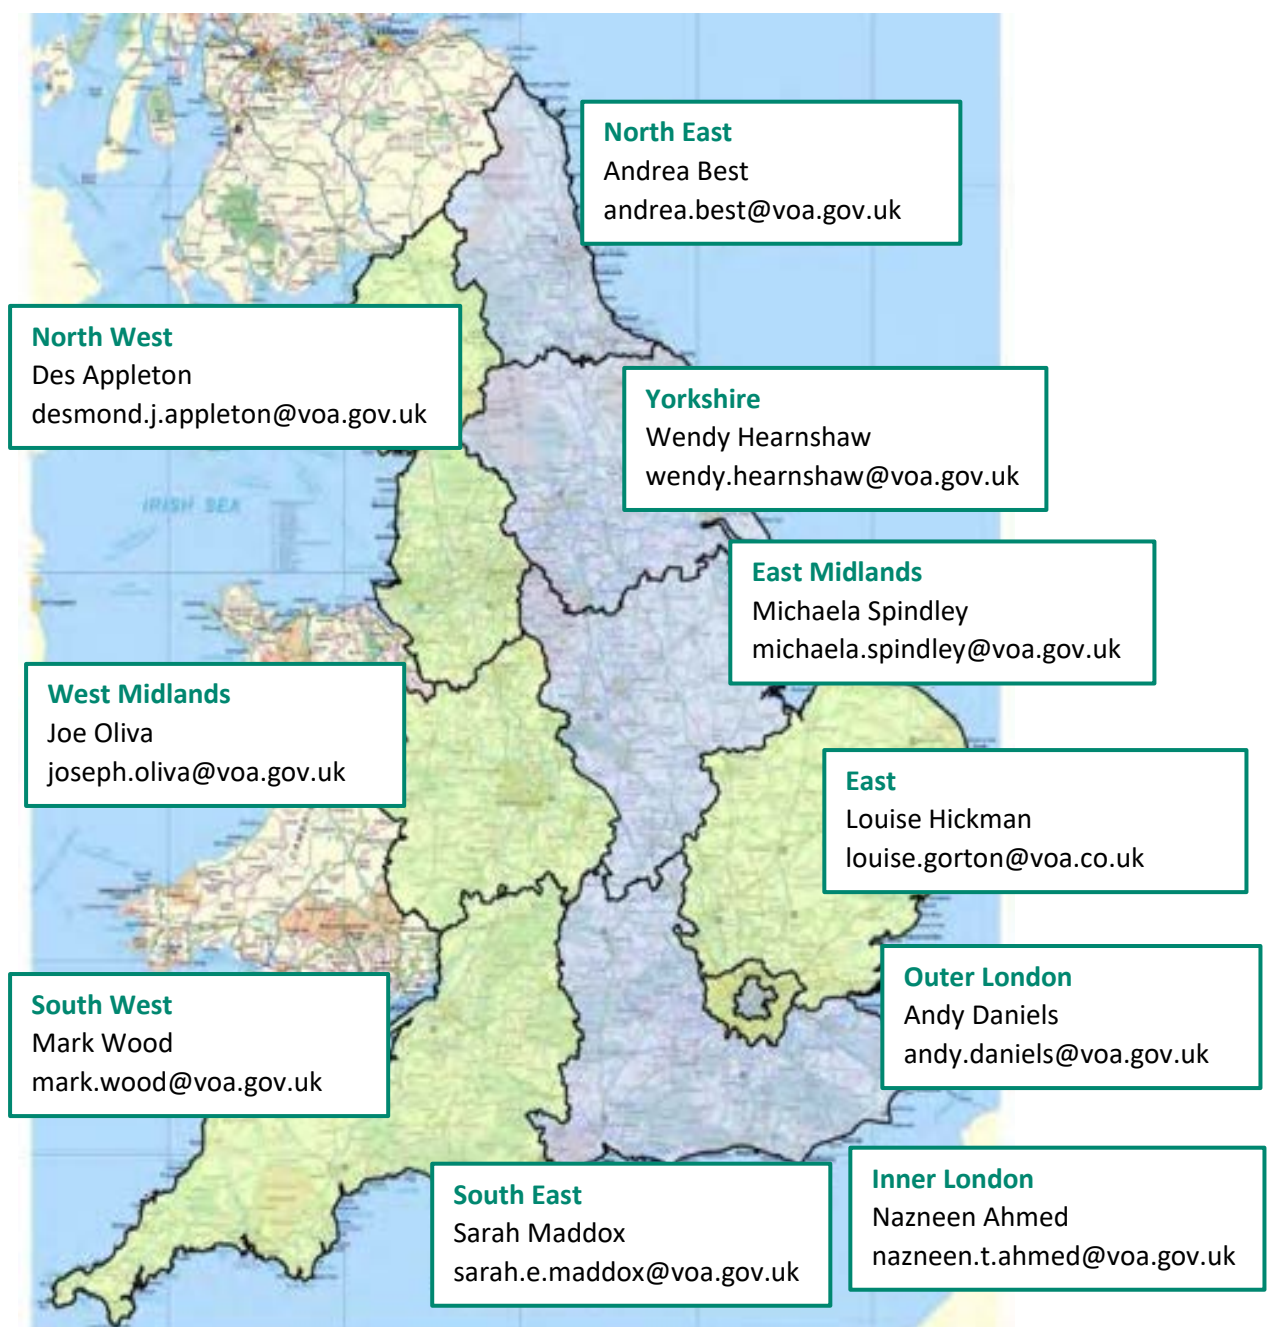 North East
Andrea Best
andrea.best@voa.gov.uk
North West
Des Appleton
desmond.j.appleton@voa.gov.uk
Yorkshire
Wendy Hearnshaw
wendy.hearnshaw@voa.gov.uk
IRISH SEA
East Midlands
Michaela Spindley
michaela.spindley@voa.gov.uk
West Midlands
Joe Oliva
joseph.oliva@voa.gov.uk
East
Louise Hickman
louise.gorton@voa.co.uk
Outer London
Andy Daniels
andy.daniels@voa.gov.uk
South West
Mark Wood
mark.wood@voa.gov.uk
South East
Sarah Maddox
sarah.e.maddox@voa.gov.uk
Inner London
Nazneen Ahmed
nazneen.t.ahmed@voa.gov.uk